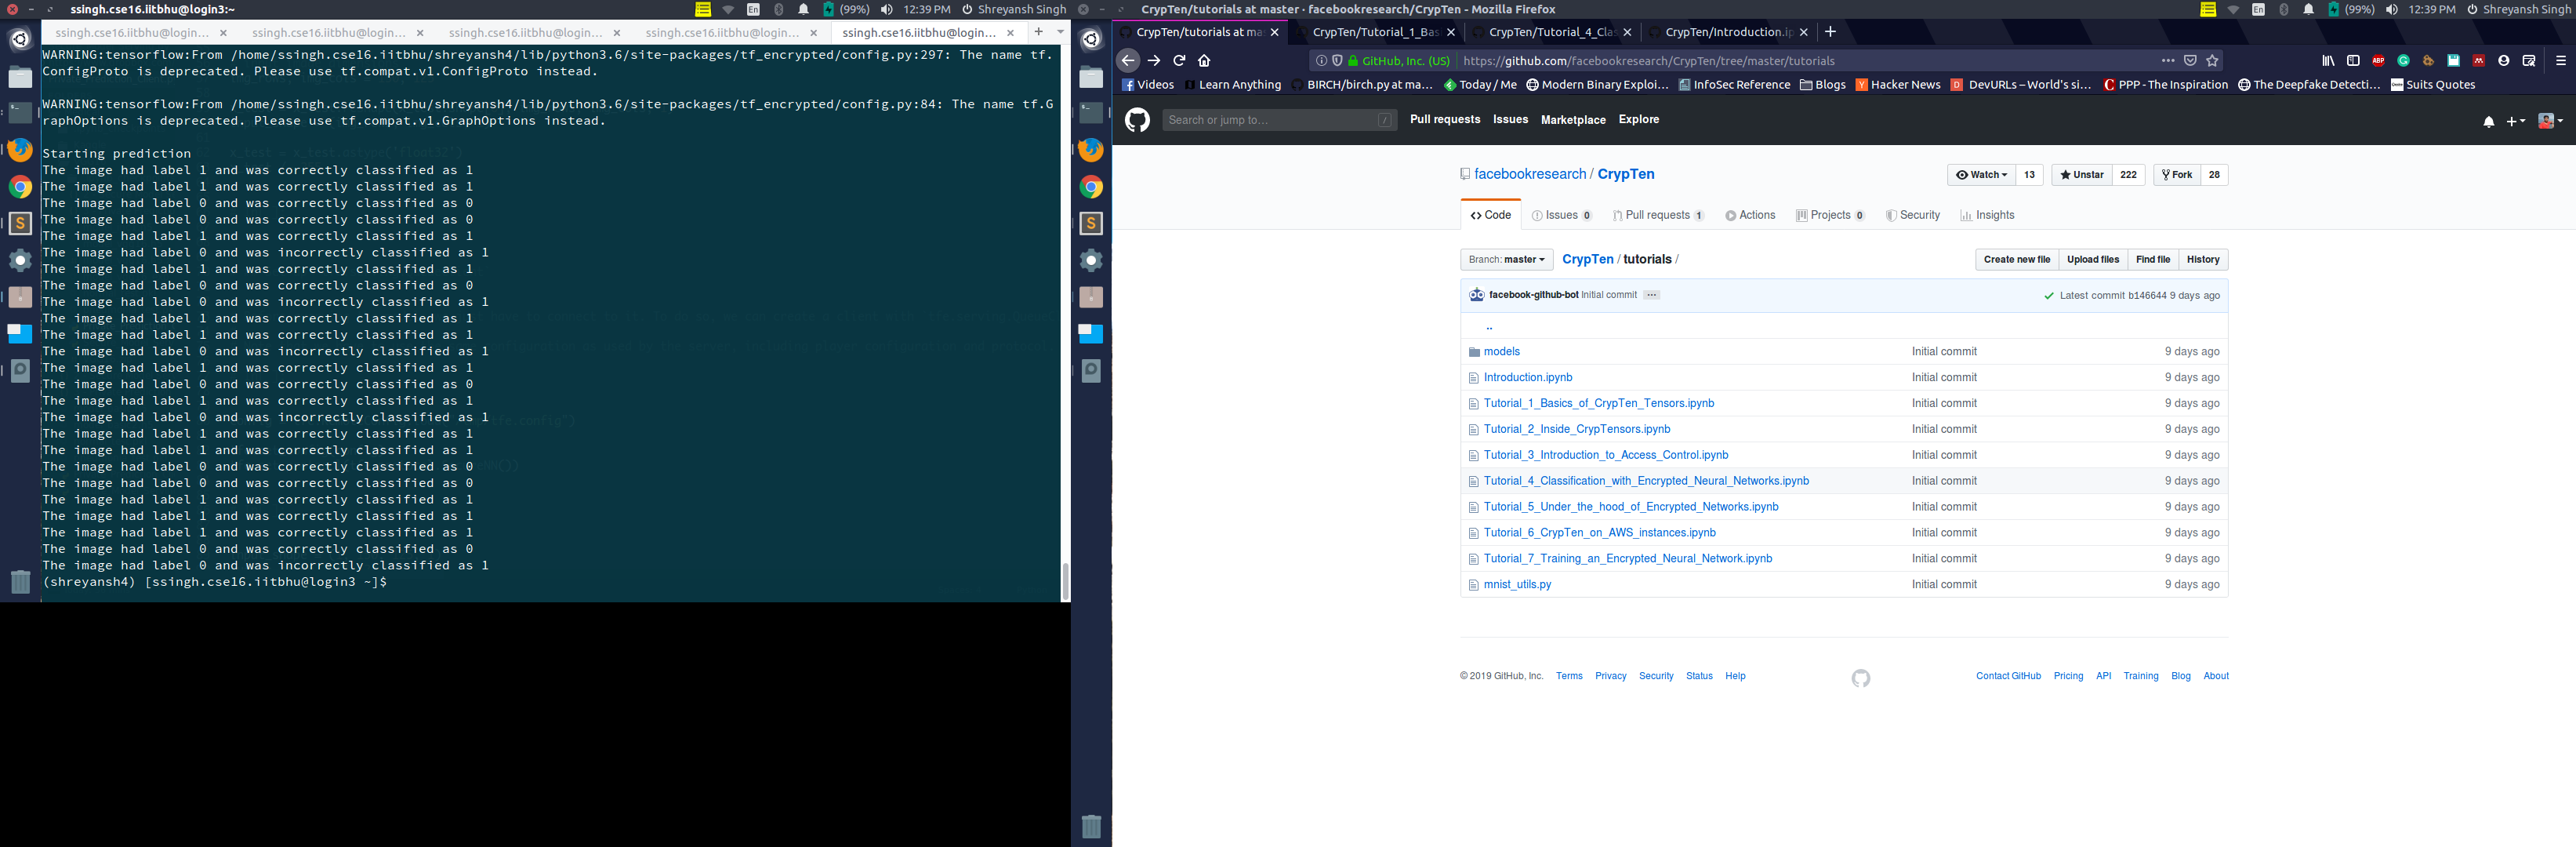 ssingh.cse16.iitbhu@login3:~ En (99%) 12:39 PM Shreyansh Singh
ssingh.cse16.iitbhu@login... ssingh.cse16.iitbhu@login... ssingh.cse16.iitbhu@login... ssingh.cse16.iitbhu@login... ssingh.cse16.iitbhu@login...
WARNING:tensorflow:From /home/ssingh.cse16.iitbhu/shreyansh4/lib/python3.6/site-packages/tf_encrypted/config.py:297: The name tf.
ConfigProto is deprecated. Please use tf.compat.v1.ConfigProto instead.
WARNING:tensorflow:From /home/ssingh.cse16.iitbhu/shreyansh4/lib/python3.6/site-packages/tf_encrypted/config.py:84: The name tf.G
raphOptions is deprecated. Please use tf.compat.v1.GraphOptions instead.
Starting prediction
The image had label 1 and was correctly classified as 1
The image had label 1 and was correctly classified as 1
The image had label 0 and was correctly classified as 0
The image had label 0 and was correctly classified as 0
The image had label 1 and was correctly classified as 1
The image had label 0 and was incorrectly classified as 1
The image had label 1 and was correctly classified as 1
The image had label 0 and was correctly classified as 0
The image had label 0 and was incorrectly classified as 1
The image had label 1 and was correctly classified as 1
The image had label 1 and was correctly classified as 1
The image had label 0 and was incorrectly classified as 1
The image had label 1 and was correctly classified as 1
The image had label 0 and was correctly classified as 0
The image had label 1 and was correctly classified as 1
The image had label 0 and was incorrectly classified as 1
The image had label 1 and was correctly classified as 1
The image had label 1 and was correctly classified as 1
The image had label 0 and was correctly classified as 0
The image had label 0 and was correctly classified as 0
The image had label 1 and was correctly classified as 1
The image had label 1 and was correctly classified as 1
The image had label 1 and was correctly classified as 1
The image had label 0 and was correctly classified as 0
The image had label 0 and was incorrectly classified as 1
(shreyansh4) [ssingh.cse16.iitbhu@login3 ~]$
CrypTen/tutorials at master · facebookresearch/CrypTen - Mozilla Firefox En (99%) 12:39 PM Shreyansh Singh
CrypTen/tutorials at ma CrypTen/Tutorial_1_Bas CrypTen/Tutorial_4_Clas CrypTen/Introduction.ip
GitHub, Inc. (US) https://github.com/facebookresearch/CrypTen/tree/master/tutorials
Videos Learn Anything BIRCH/birch.py at ma... Today / Me Modern Binary Exploi... InfoSec Reference Blogs Hacker News DevURLs – World's si... PPP - The Inspiration The Deepfake Detecti... Suits Quotes
Search or jump to... / Pull requests Issues Marketplace Explore
facebookresearch / CrypTen Watch 13 Unstar 222 Fork 28
Code Issues 0 Pull requests 1 Actions Projects 0 Security Insights
Branch: master CrypTen / tutorials / Create new file Upload files Find file History
facebook-github-bot Initial commit ... Latest commit b146644 9 days ago
..
models Initial commit 9 days ago
Introduction.ipynb Initial commit 9 days ago
Tutorial_1_Basics_of_CrypTen_Tensors.ipynb Initial commit 9 days ago
Tutorial_2_Inside_CrypTensors.ipynb Initial commit 9 days ago
Tutorial_3_Introduction_to_Access_Control.ipynb Initial commit 9 days ago
Tutorial_4_Classification_with_Encrypted_Neural_Networks.ipynb Initial commit 9 days ago
Tutorial_5_Under_the_hood_of_Encrypted_Networks.ipynb Initial commit 9 days ago
Tutorial_6_CrypTen_on_AWS_instances.ipynb Initial commit 9 days ago
Tutorial_7_Training_an_Encrypted_Neural_Network.ipynb Initial commit 9 days ago
mnist_utils.py Initial commit 9 days ago
© 2019 GitHub, Inc. Terms Privacy Security Status Help Contact GitHub Pricing API Training Blog About